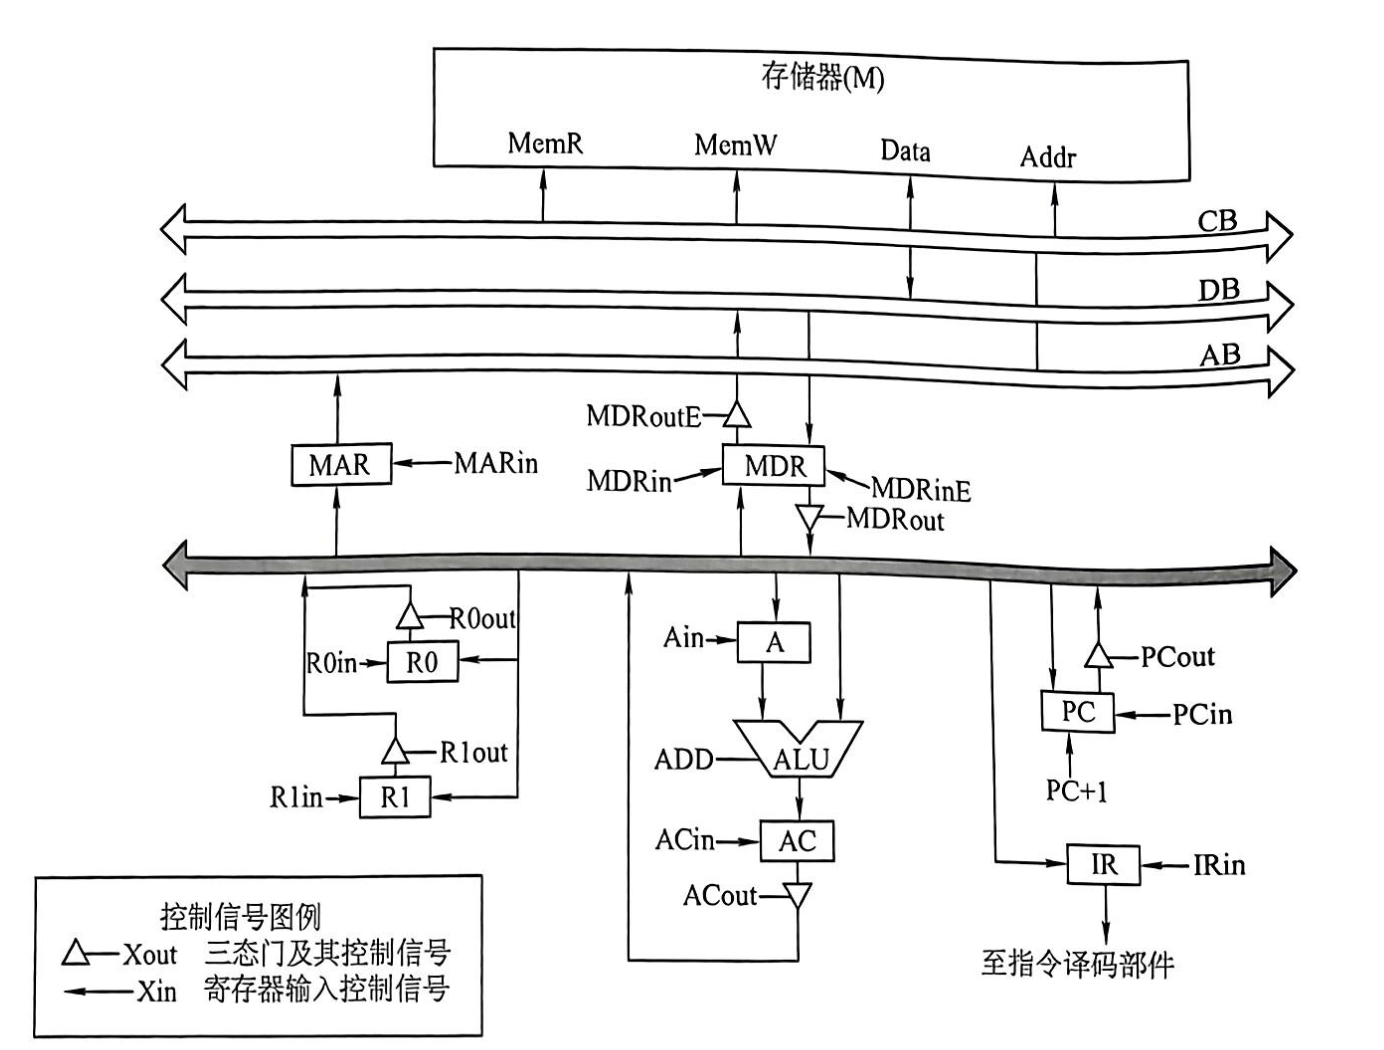 存储器(M)
MemR
MemW
Data
Addr
CB
DB
AB
MDRoutE
MAR
MARin
MDRin
MDR
MDRinE
MDRout
R0out
R0in
R0
Ain
A
PCout
PC
PCin
R1out
ADD
ALU
PC+1
R1in
R1
ACin
AC
IR
IRin
ACout
控制信号图例
Xout 三态门及其控制信号
Xin 寄存器输入控制信号
至指令译码部件